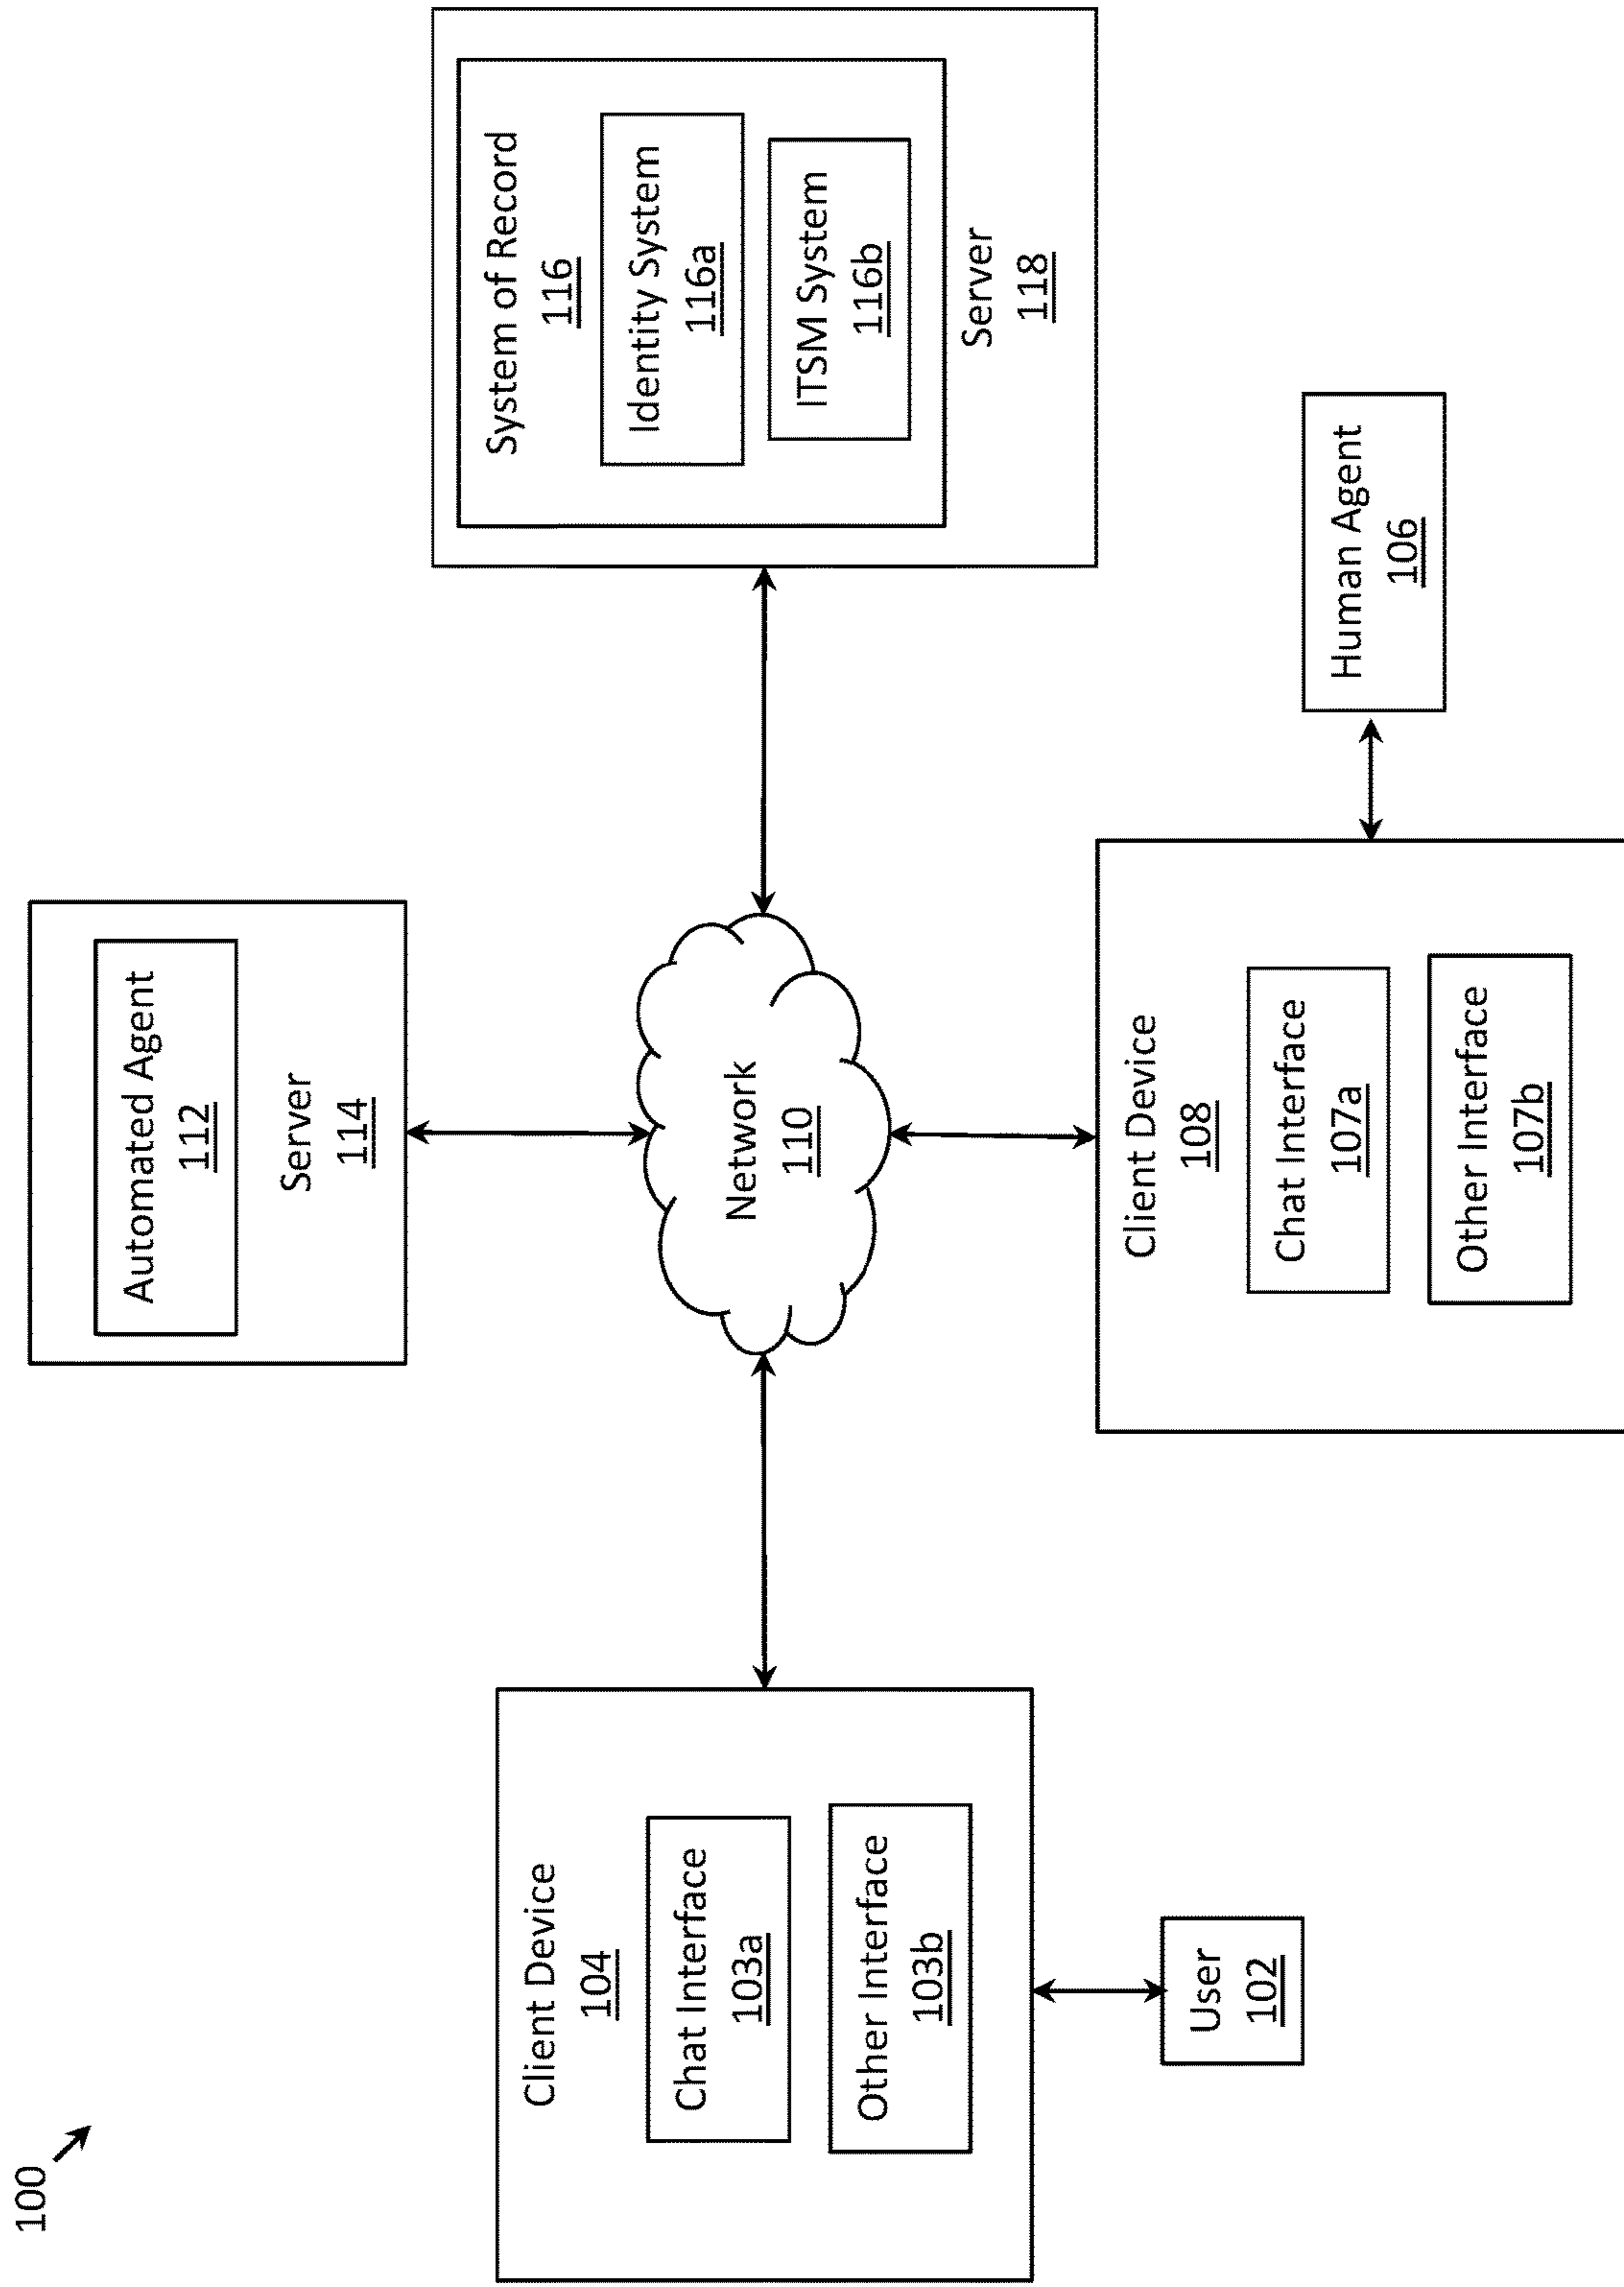 100
Automated Agent
112
Server
114
System of Record
116
Identity System
116a
ITSM System
116b
Server
118
Network
110
Client Device
104
Chat Interface
103a
Other Interface
103b
User
102
Client Device
108
Chat Interface
107a
Other Interface
107b
Human Agent
106